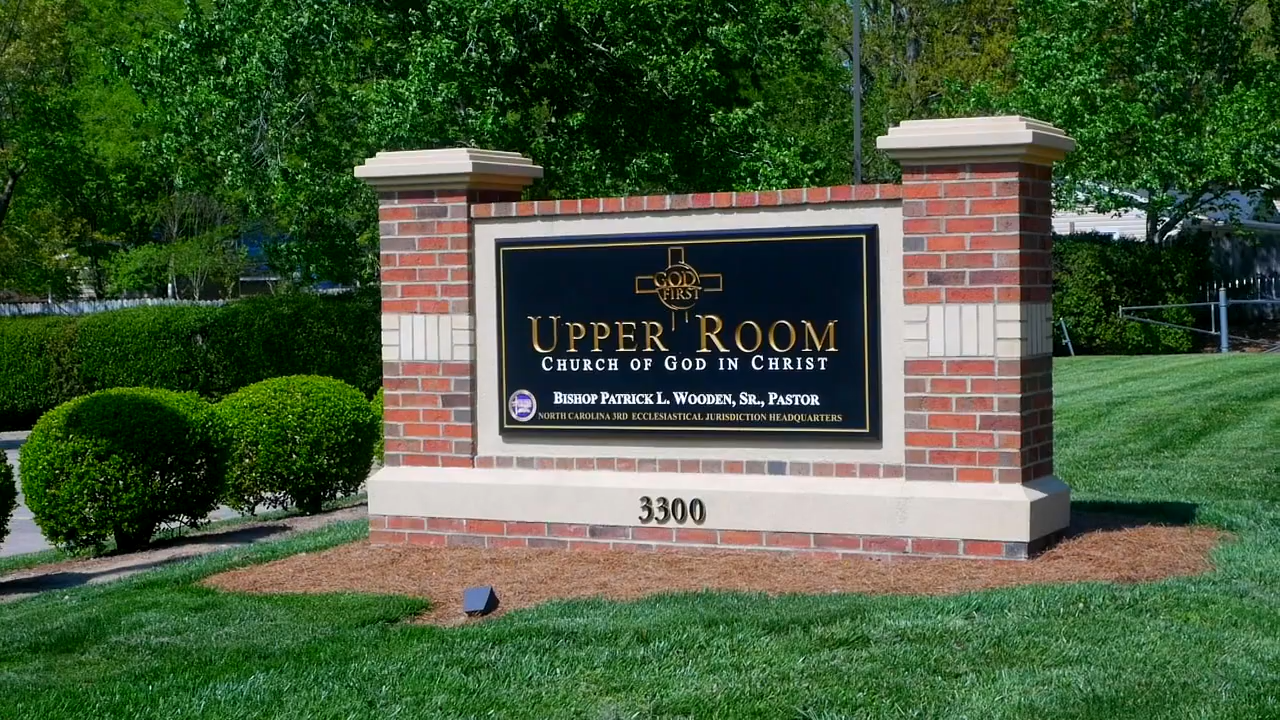 GOD
FIRST
UPPER ROOM
CHURCH OF GOD IN CHRIST
BISHOP PATRICK L. WOODEN, SR., PASTOR
NORTH CAROLINA 3RD ECCLESIASTICAL JURISDICTION HEADQUARTERS
3300